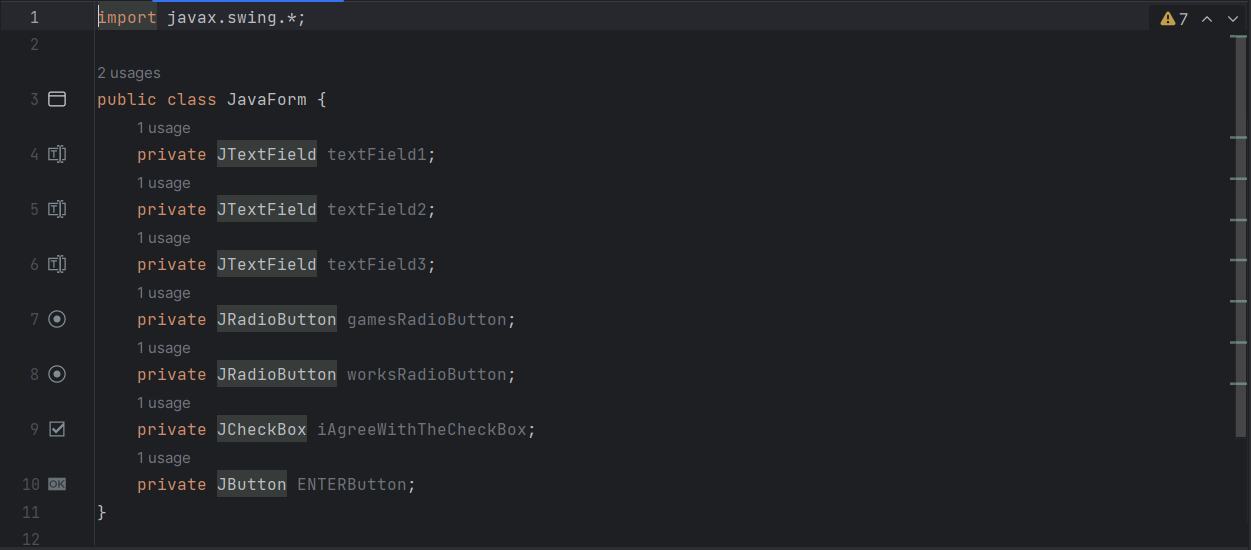 1 import javax.swing.*; 7
2
2 usages
3 public class JavaForm {
1 usage
4 private JTextField textField1;
1 usage
5 private JTextField textField2;
1 usage
6 private JTextField textField3;
1 usage
7 private JRadioButton gamesRadioButton;
1 usage
8 private JRadioButton worksRadioButton;
1 usage
9 private JCheckBox iAgreeWithTheCheckBox;
1 usage
10 OK private JButton ENTERButton;
11 }
12